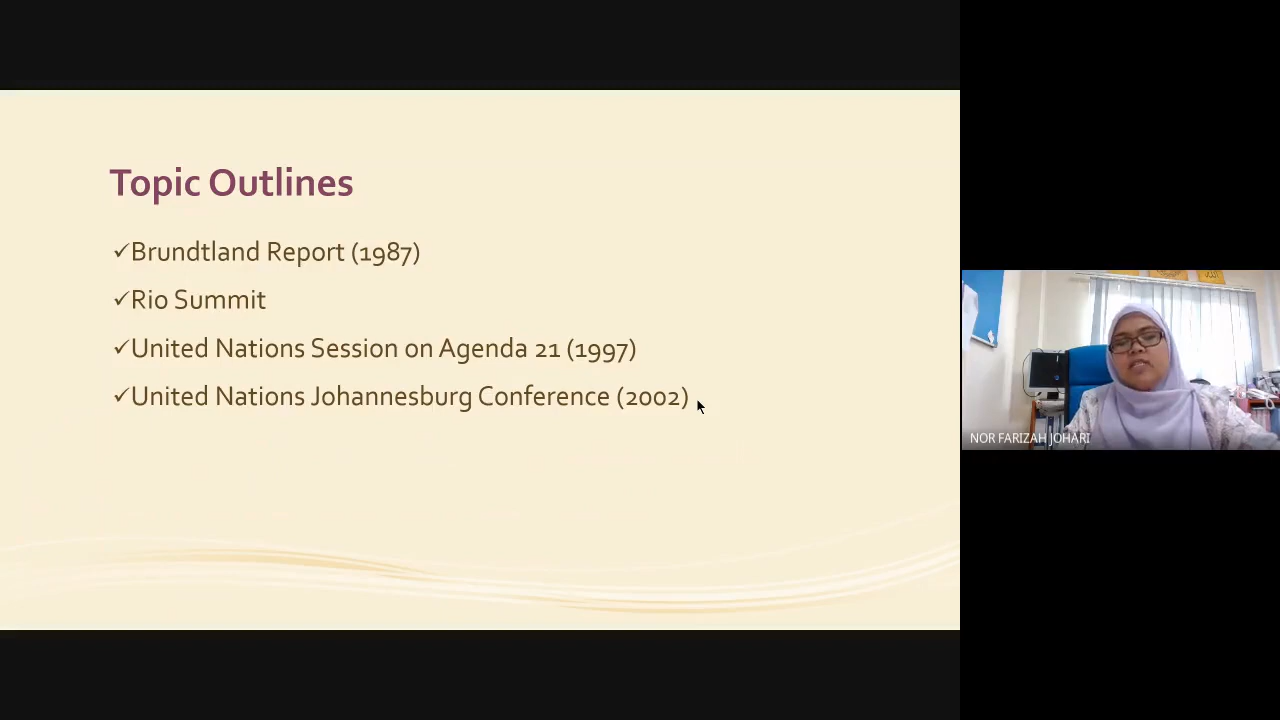 Topic Outlines
✓Brundtland Report (1987)
✓Rio Summit
✓United Nations Session on Agenda 21 (1997)
✓United Nations Johannesburg Conference (2002)
NOR FARIZAH JOHARI